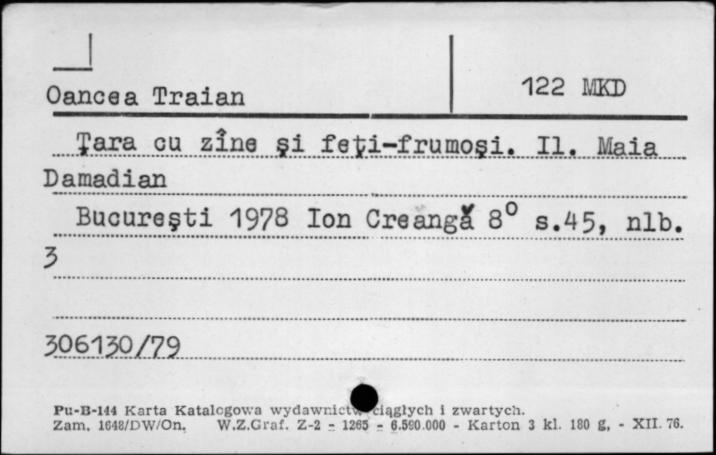 Oancea Traian 122 MKD
Ţara cu zîne şi feţi-frumoşi. Il. Maia
Damadian
Bucureşti 1978 Ion Creangă 8° s.45, nlb.
3
306130/79
Pu-B-144 Karta Katalogowa wydawnictw ciągłych i zwartych.
Zam. 1648/DW/On. W.Z.Graf. Z-2 - 1265 - 6.590.000 - Karton 3 kl. 180 g, - XII. 76.